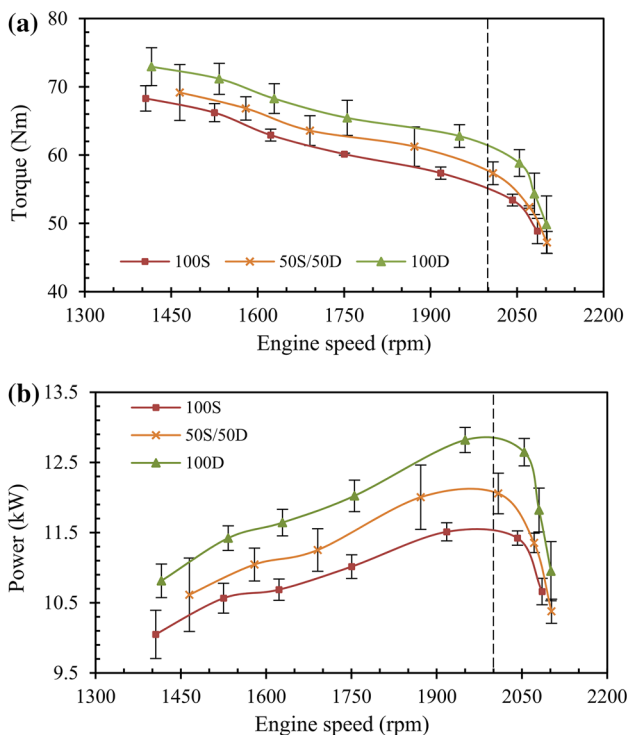 (a)
80
70
60
50
40
Torque (Nm)
100S 50S/50D 100D
1300 1450 1600 1750 1900 2050 2200
Engine speed (rpm)
(b)
13.5
12.5
11.5
10.5
9.5
Power (kW)
100S
50S/50D
100D
1300 1450 1600 1750 1900 2050 2200
Engine speed (rpm)